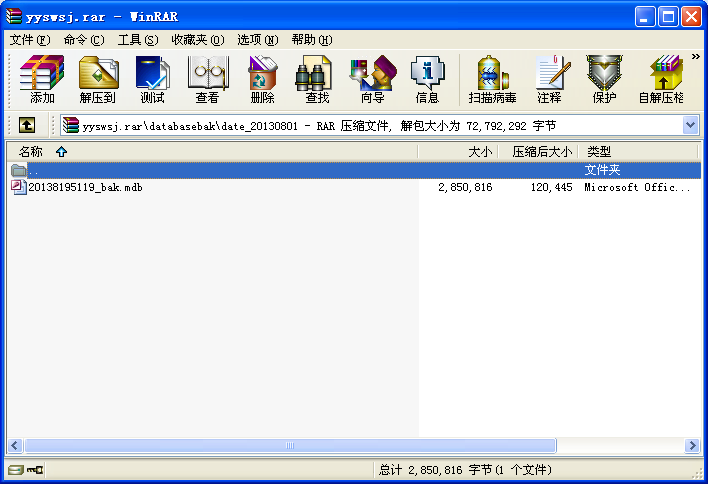 yyswsj.rar - WinRAR
文件(F) 命令(C) 工具(S) 收藏夹(O) 选项(N) 帮助(H)
添加 解压到 测试 查看 删除 查找 向导 信息 扫描病毒 注释 保护 自解压格
yyswsj.rar\databasebak\date_20130801 - RAR 压缩文件, 解包大小为 72,792,292 字节
名称 大小 压缩后大小 类型
.. 文件夹
20138195119_bak.mdb 2,850,816 120,445 Microsoft Offic...
总计 2,850,816 字节(1 个文件)